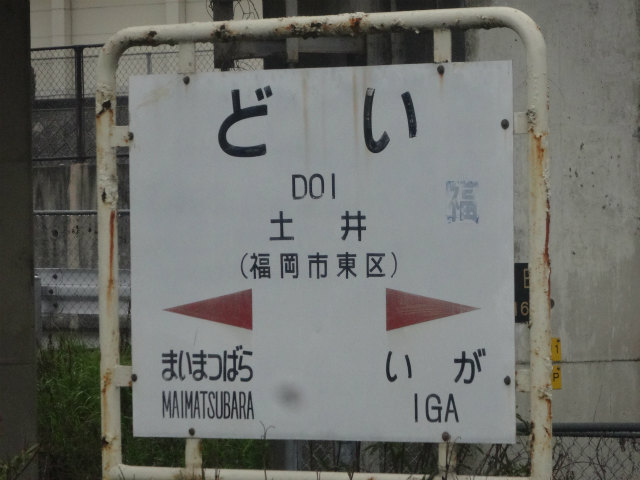 どい
DOI
福
土井
(福岡市東区)
まいまつばら いが
MAIMATSUBARA IGA